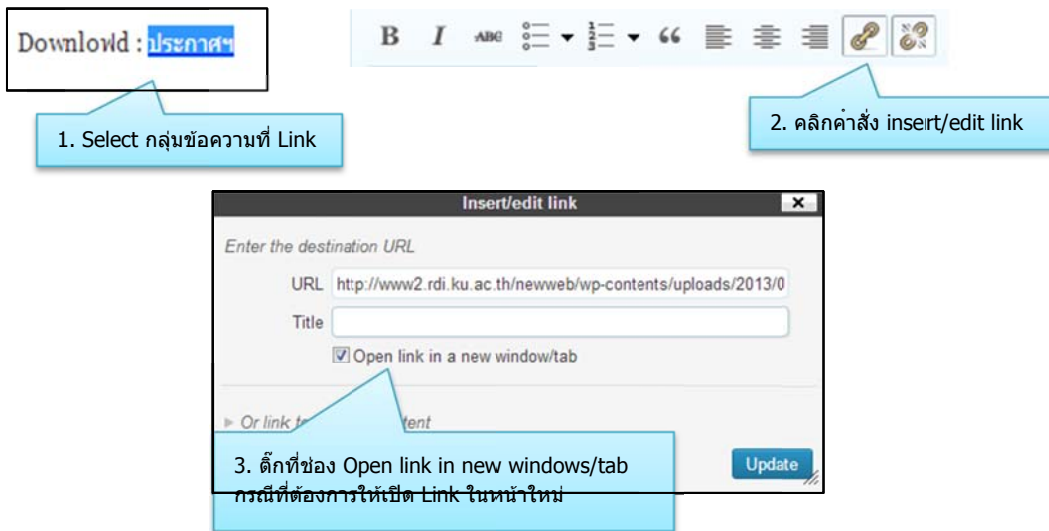 Downlowd : ประกาศฯ
B I ABC
1. Select กลุ่มข้อความที่ Link
2. คลิกคำสั่ง insert/edit link
Insert/edit link
Enter the destination URL
URL http://www2.rdi.ku.ac.th/newweb/wp-contents/uploads/2013/0
Title
Open link in a new window/tab
Or link t tent
3. ติ๊กที่ช่อง Open link in new windows/tab
กรณีที่ต้องการให้เปิด Link ในหน้าใหม่
Update